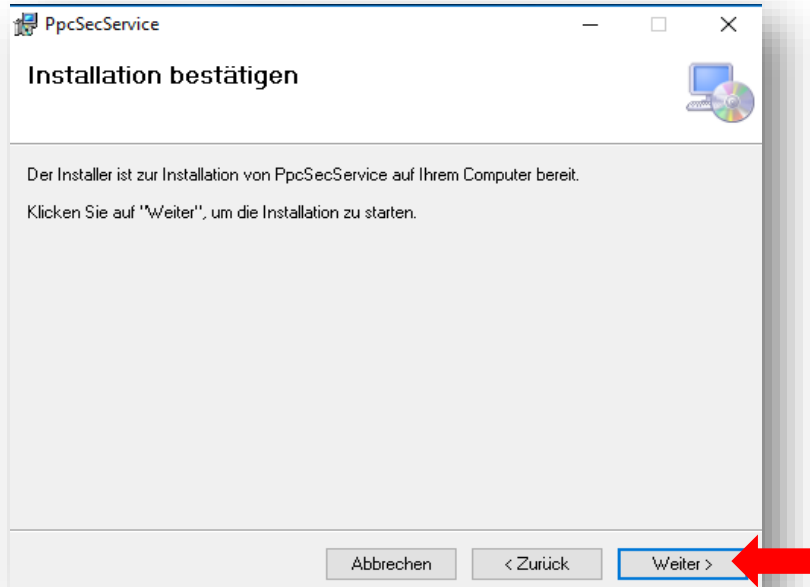 PpcSecService
Installation bestätigen
Der Installer ist zur Installation von PpcSecService auf Ihrem Computer bereit.
Klicken Sie auf "Weiter", um die Installation zu starten.
Abbrechen
< Zurück
Weiter >